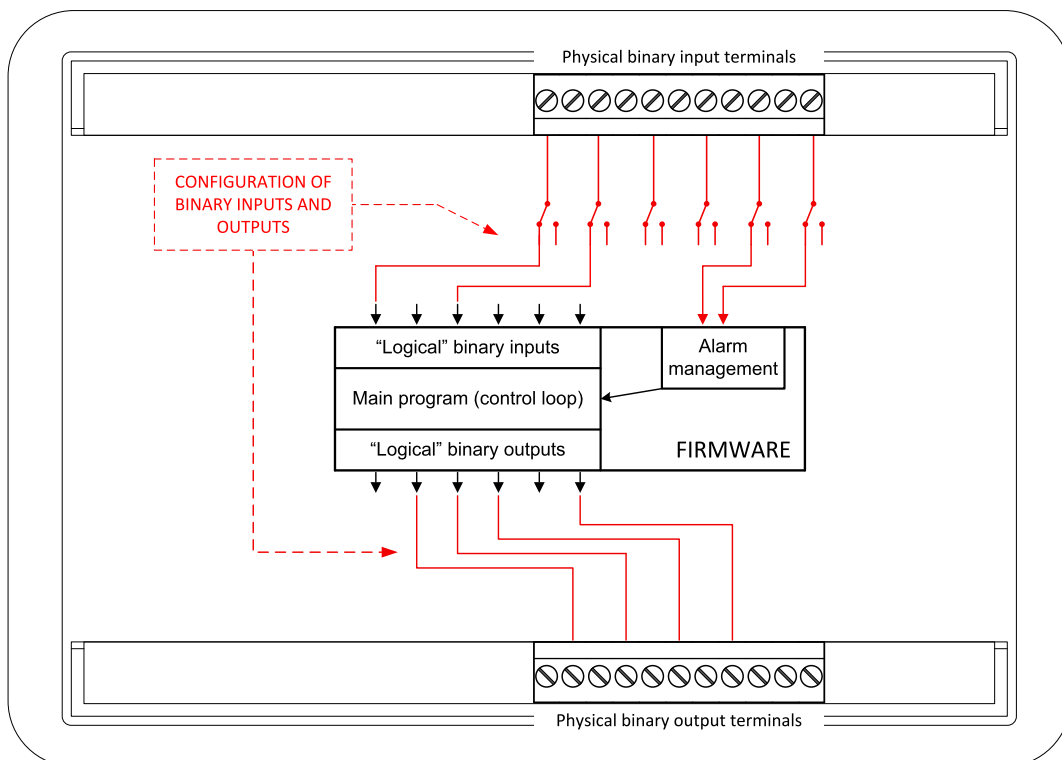 Physical binary input terminals
CONFIGURATION OF
BINARY INPUTS AND
OUTPUTS
“Logical” binary inputs
Alarm
management
Main program (control loop)
“Logical” binary outputs
FIRMWARE
Physical binary output terminals